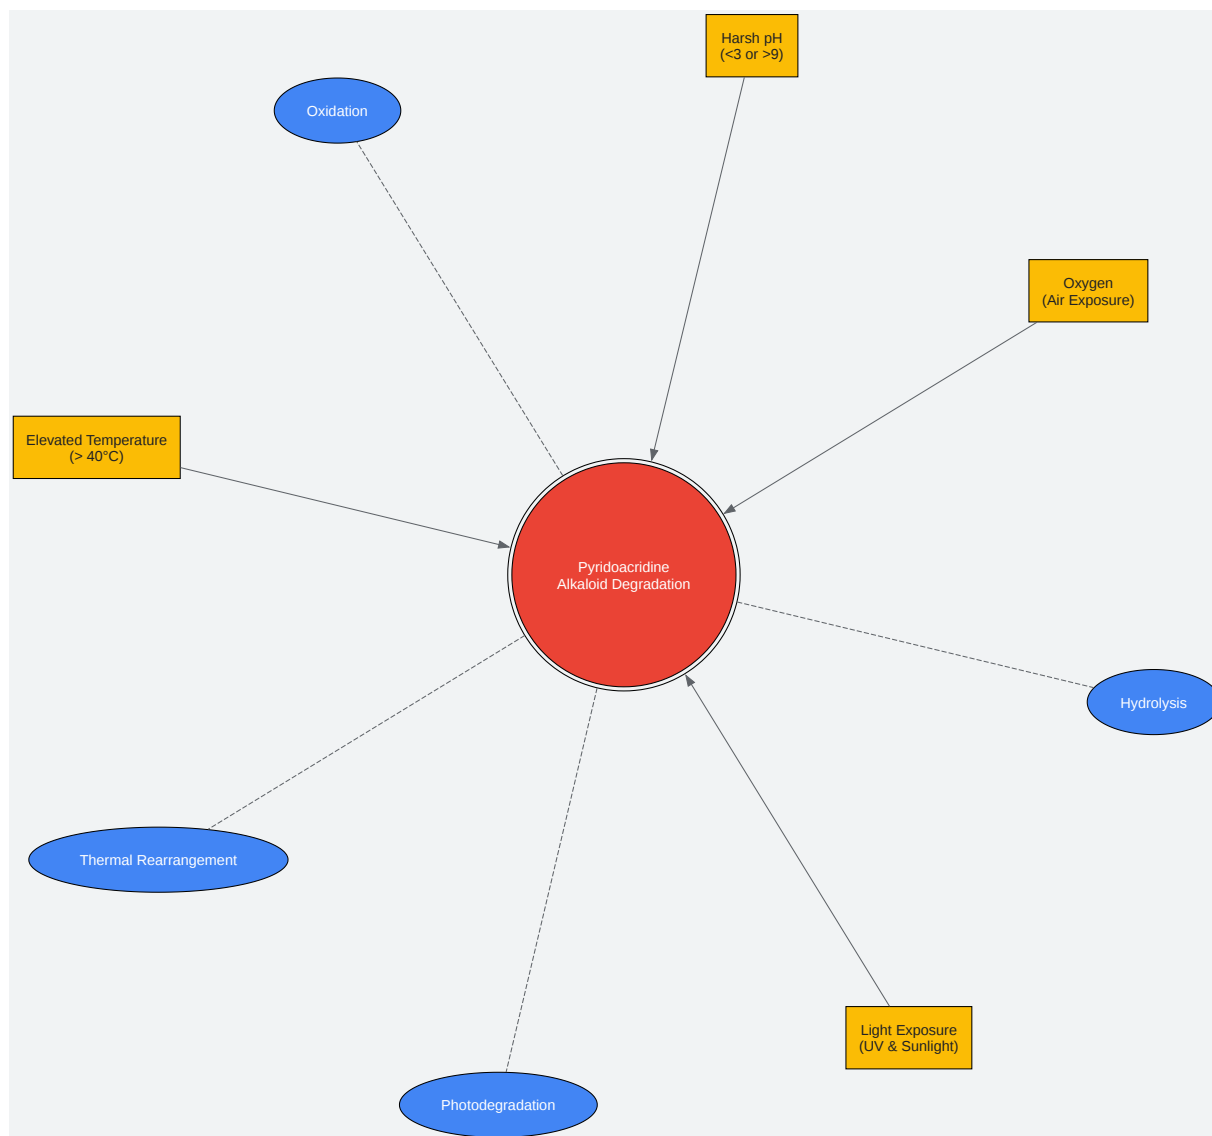 Harsh pH
(<3 or >9)
Oxidation
Oxygen
(Air Exposure)
Elevated Temperature
(> 40°C)
Pyridoacridine
Alkaloid Degradation
Hydrolysis
Thermal Rearrangement
Light Exposure
(UV & Sunlight)
Photodegradation